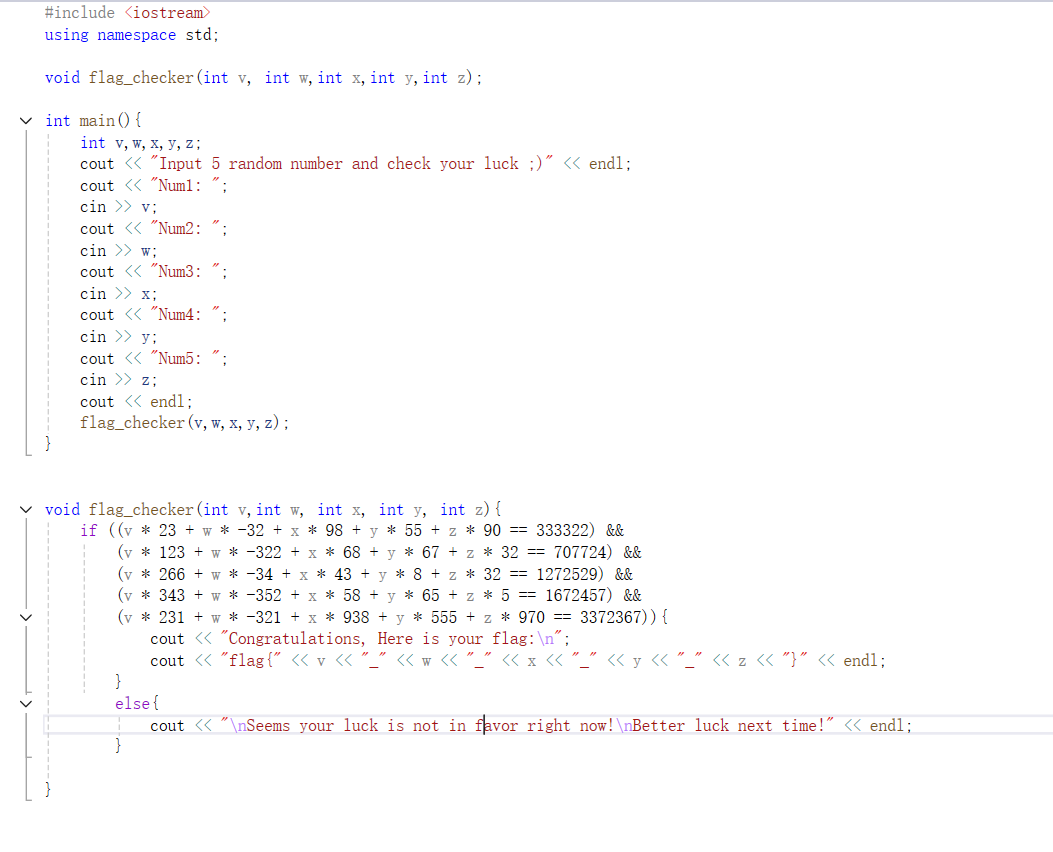 #include <iostream>
using namespace std;
void flag_checker(int v, int w,int x,int y,int z);
int main(){
int v,w,x,y,z;
cout << "Input 5 random number and check your luck ;)" << endl;
cout << "Num1: ";
cin >> v;
cout << "Num2: ";
cin >> w;
cout << "Num3: ";
cin >> x;
cout << "Num4: ";
cin >> y;
cout << "Num5: ";
cin >> z;
cout << endl;
flag_checker(v,w,x,y,z);
}
void flag_checker(int v,int w, int x, int y, int z){
if ((v * 23 + w * -32 + x * 98 + y * 55 + z * 90 == 333322) &&
(v * 123 + w * -322 + x * 68 + y * 67 + z * 32 == 707724) &&
(v * 266 + w * -34 + x * 43 + y * 8 + z * 32 == 1272529) &&
(v * 343 + w * -352 + x * 58 + y * 65 + z * 5 == 1672457) &&
(v * 231 + w * -321 + x * 938 + y * 555 + z * 970 == 3372367)){
cout << "Congratulations, Here is your flag:\n";
cout << "flag{" << v << "_" << w << "_" << x << "_" << y << "_" << z << "}" << endl;
}
else{
cout << "\nSeems your luck is not in favor right now!\nBetter luck next time!" << endl;
}
}